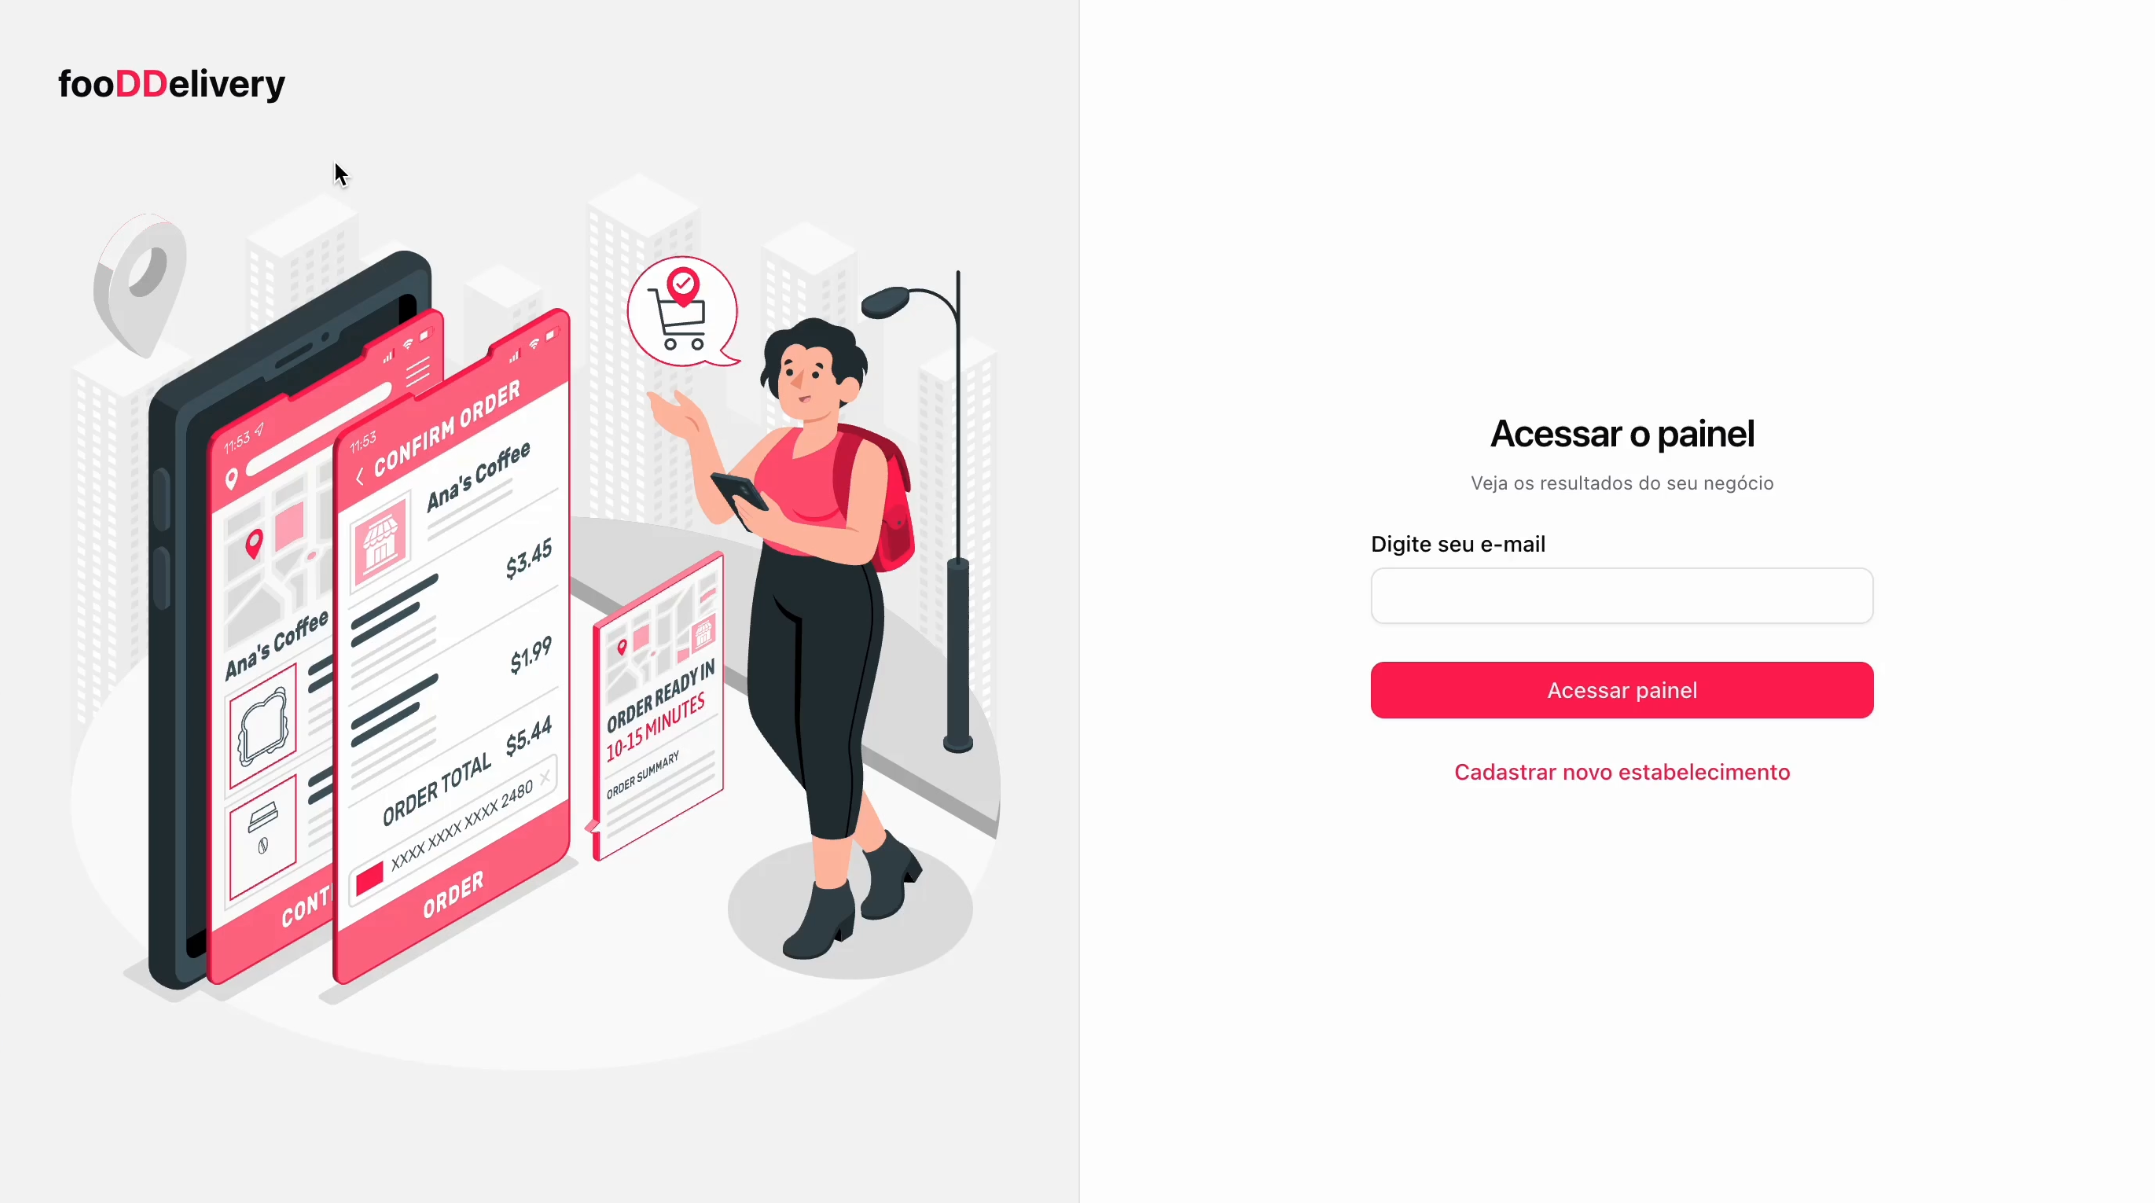 fooDDelivery
11:53
CONFIRM ORDER
Ana's Coffee
$3.45
$1.99
ORDER TOTAL $5.44
XXXX XXXX XXXX 2480
ORDER
11:53
Ana's Coffee
CONT
ORDER READY IN
10-15 MINUTES
ORDER SUMMARY
Acessar o painel
Veja os resultados do seu negócio
Digite seu e-mail
Acessar painel
Cadastrar novo estabelecimento